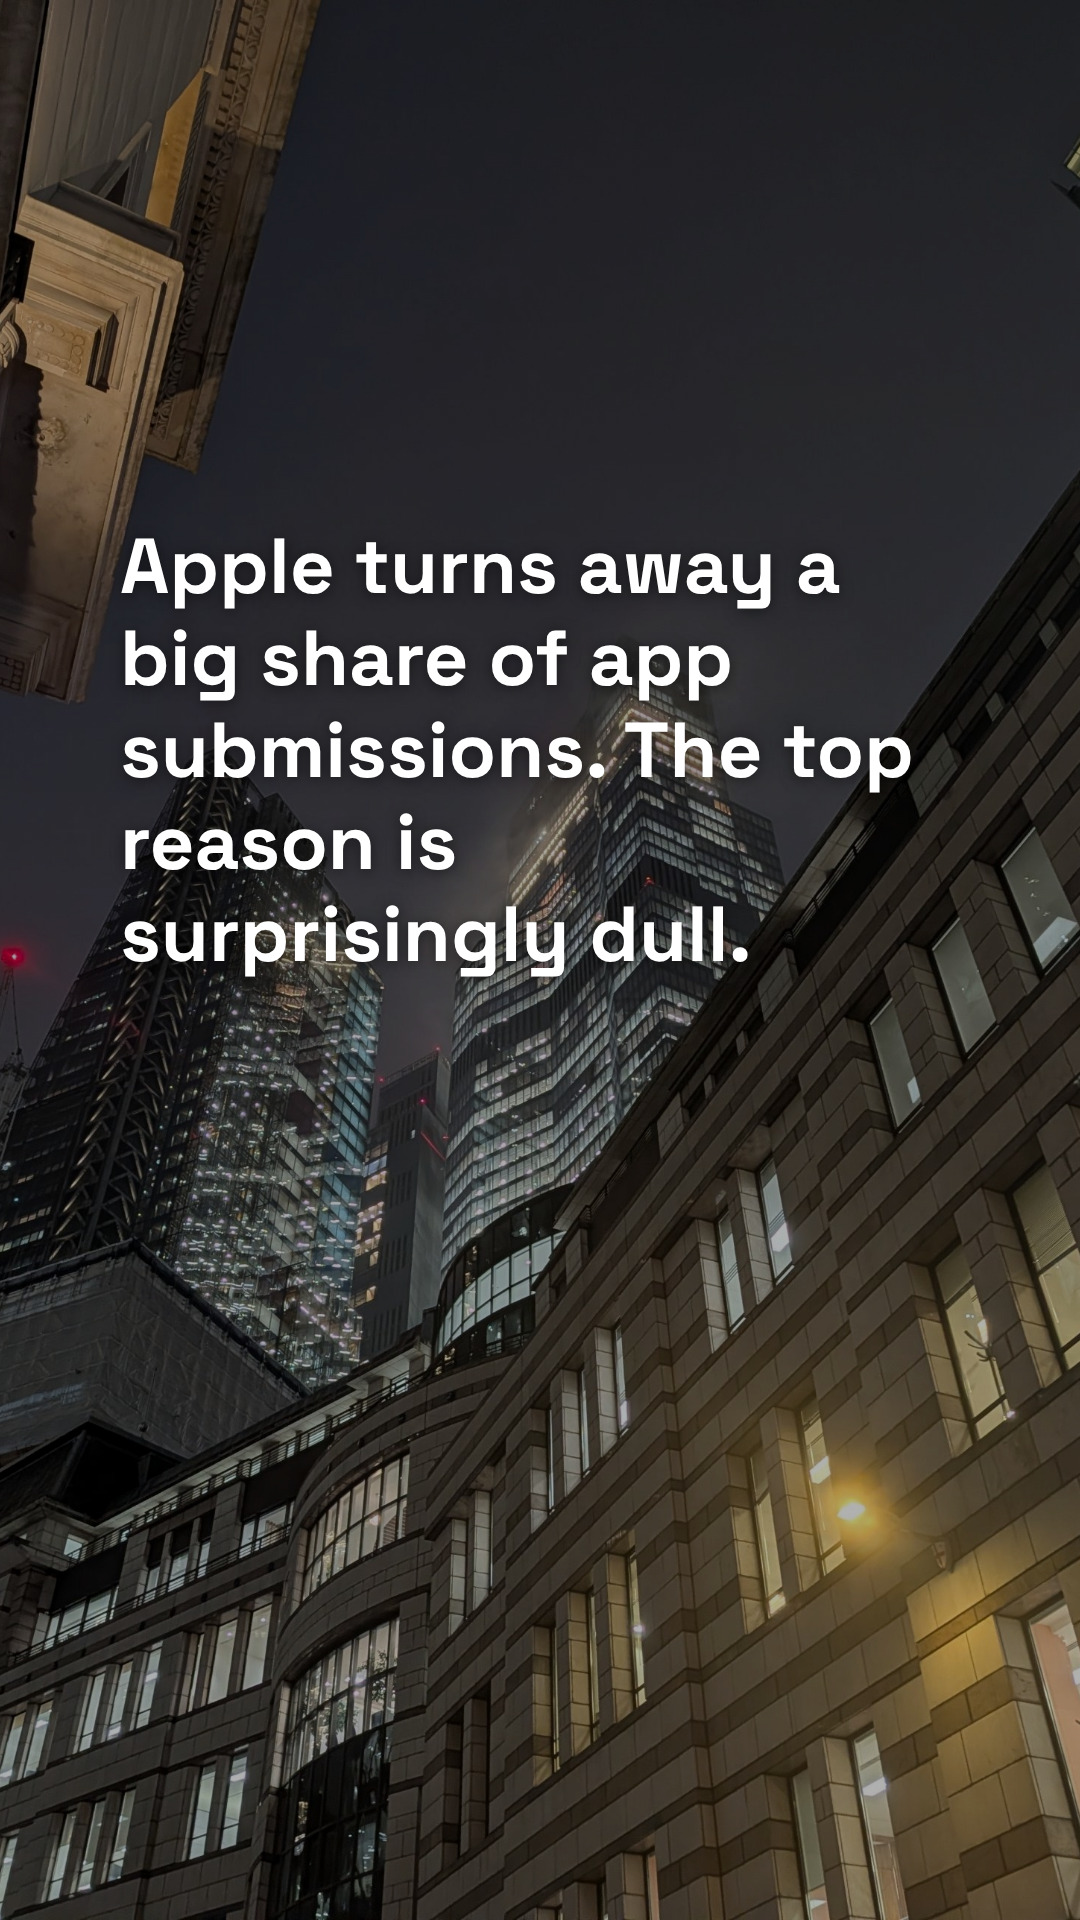 Apple turns away a
big share of app
submissions. The top
reason is
surprisingly dull.